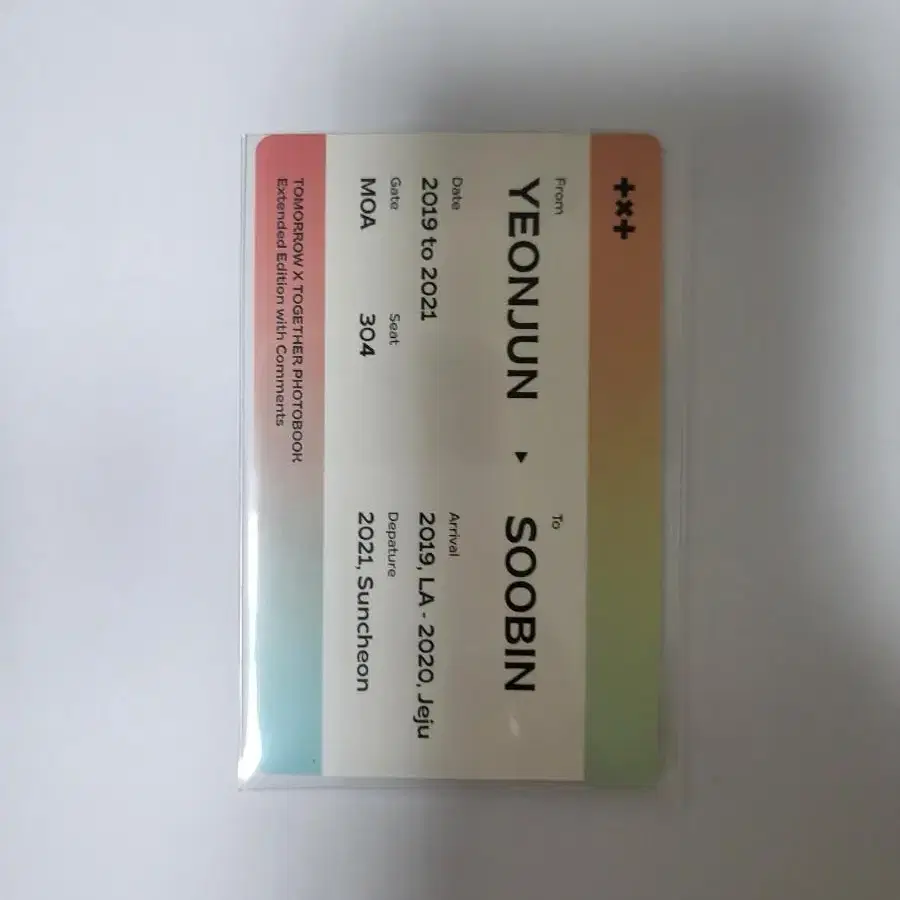 +×+
From To
YEONJUN ▶ SOOBIN
Date Arrival
2019 to 2021 2019, LA - 2020, Jeju
Gate Seat Depature
MOA 304 2021, Suncheon
TOMORROW X TOGETHER PHOTOBOOK
Extended Edition with Comments